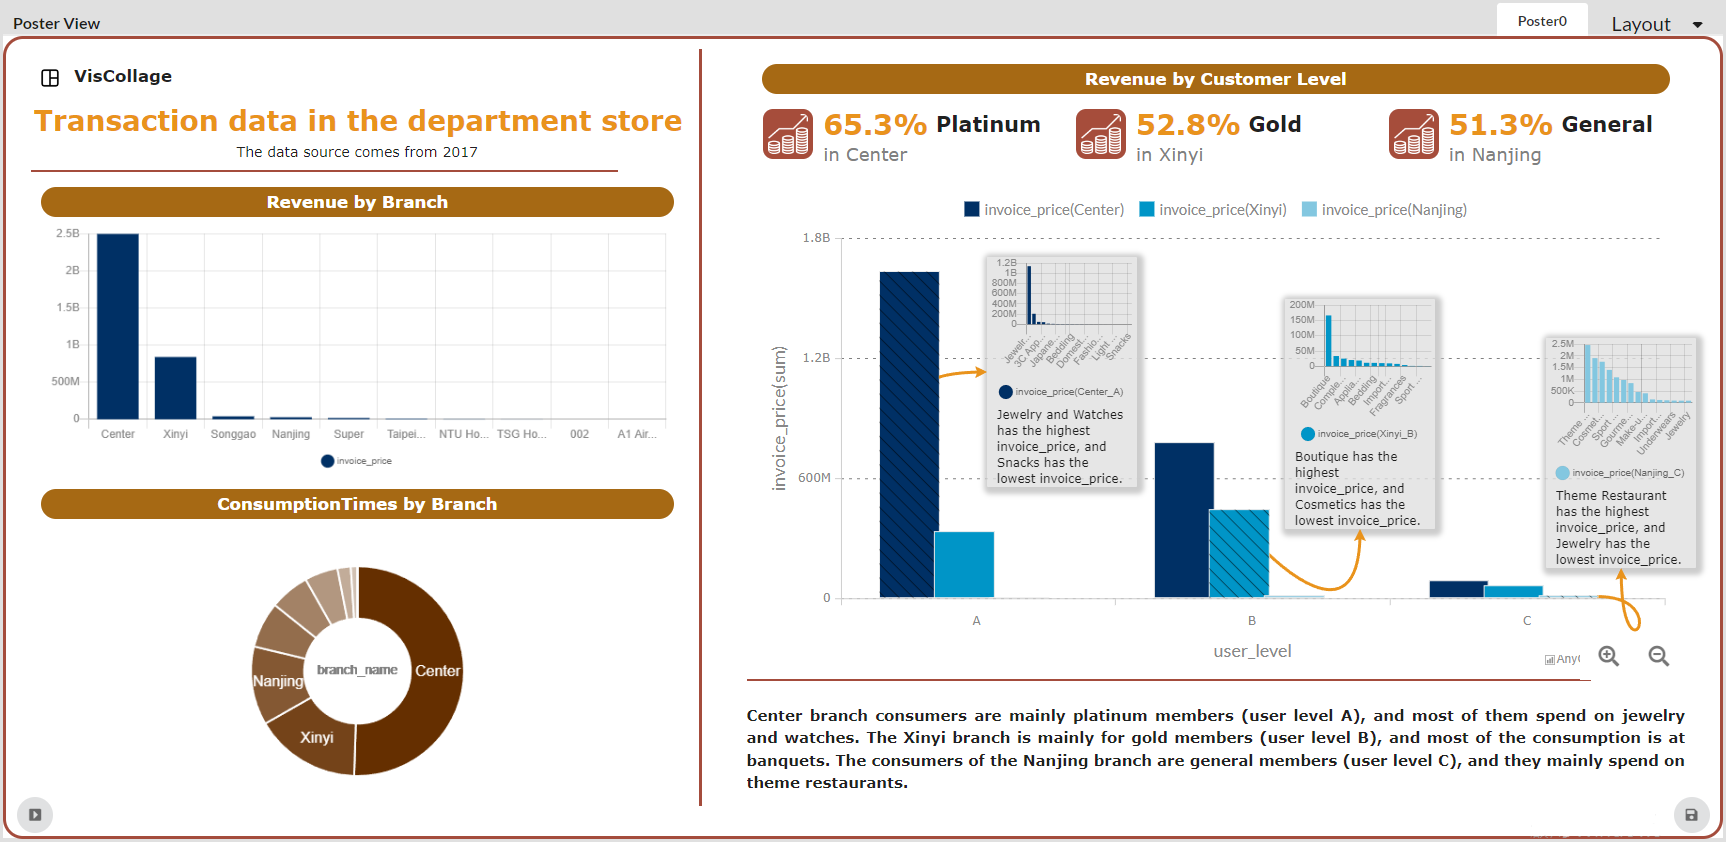 Poster View
Poster0
Layout
VisCollage
Transaction data in the department store
The data source comes from 2017
Revenue by Branch
2.5B
2B
1.5B
1B
500M
0
Center Xinyi Songgao Nanjing Super Taipei... NTU Ho... TSG Ho... 002 A1 Air...
invoice_price
ConsumptionTimes by Branch
branch_name
Center
Nanjing
Xinyi
Revenue by Customer Level
65.3% Platinum
in Center
52.8% Gold
in Xinyi
51.3% General
in Nanjing
invoice_price(Center) invoice_price(Xinyi) invoice_price(Nanjing)
invoice_price(sum)
1.8B
1.2B
600M
0
A B C
user_level
1.2B
1B
800M
600M
400M
200M
0
Jewelr... 3C App... Japane... Bedding Domest... Fashio... Light ... Snacks
invoice_price(Center_A)
Jewelry and Watches
has the highest
invoice_price, and
Snacks has the
lowest invoice_price.
200M
150M
100M
50M
0
Boutique Comple... Applia... Bedding Import... Fragrances Sport ...
invoice_price(Xinyi_B)
Boutique has the
highest
invoice_price, and
Cosmetics has the
lowest invoice_price.
2.5M
2M
1.5M
1M
500K
0
Theme ... Cosmet... Sport ... Gourme... Make-u... Import... Underwears Jewelry
invoice_price(Nanjing_C)
Theme Restaurant
has the highest
invoice_price, and
Jewelry has the
lowest invoice_price.
Center branch consumers are mainly platinum members (user level A), and most of them spend on jewelry
and watches. The Xinyi branch is mainly for gold members (user level B), and most of the consumption is at
banquets. The consumers of the Nanjing branch are general members (user level C), and they mainly spend on
theme restaurants.